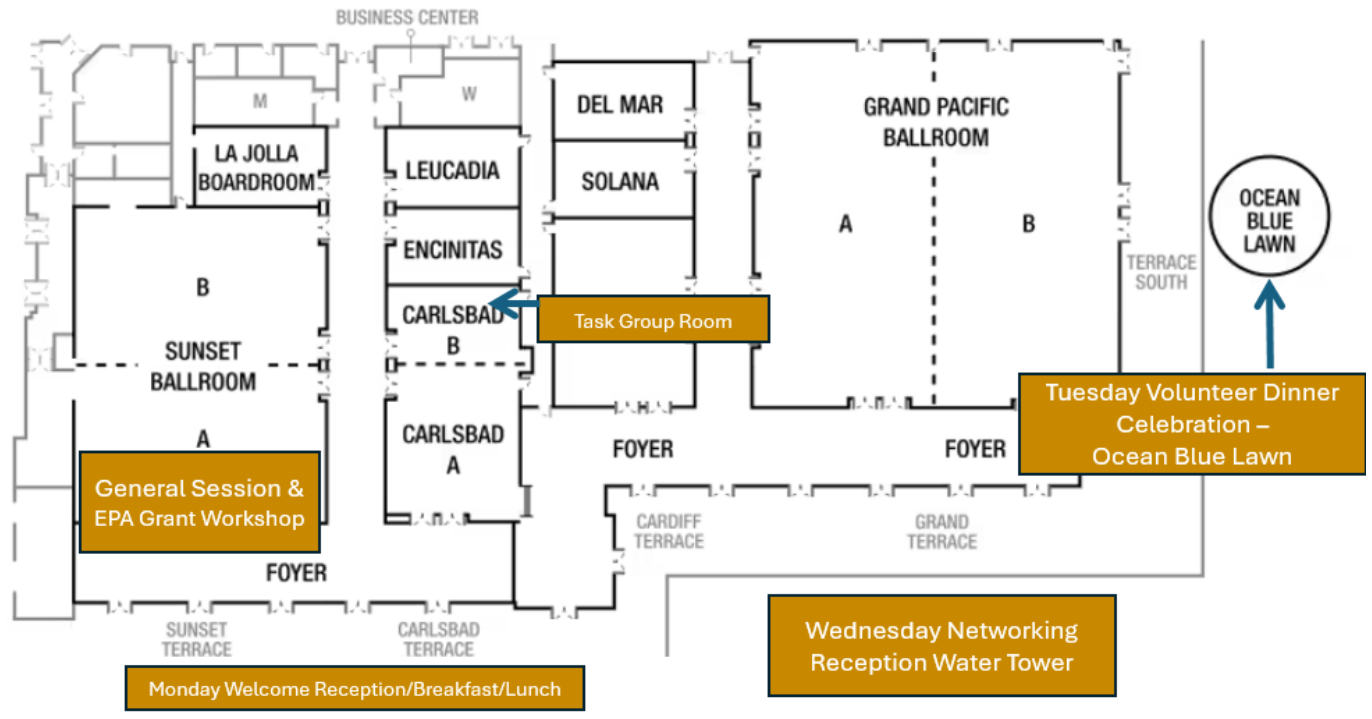 BUSINESS CENTER
M
W
LA JOLLA
BOARDROOM
LEUCADIA
ENCINITAS
CARLSBAD
B
CARLSBAD
A
DEL MAR
SOLANA
Task Group Room
GRAND PACIFIC
BALLROOM
A
B
OCEAN
BLUE
LAWN
TERRACE
SOUTH
B
SUNSET
BALLROOM
A
General Session &
EPA Grant Workshop
FOYER
FOYER
FOYER
Tuesday Volunteer Dinner
Celebration –
Ocean Blue Lawn
CARDIFF
TERRACE
GRAND
TERRACE
SUNSET
TERRACE
CARLSBAD
TERRACE
Monday Welcome Reception/Breakfast/Lunch
Wednesday Networking
Reception Water Tower